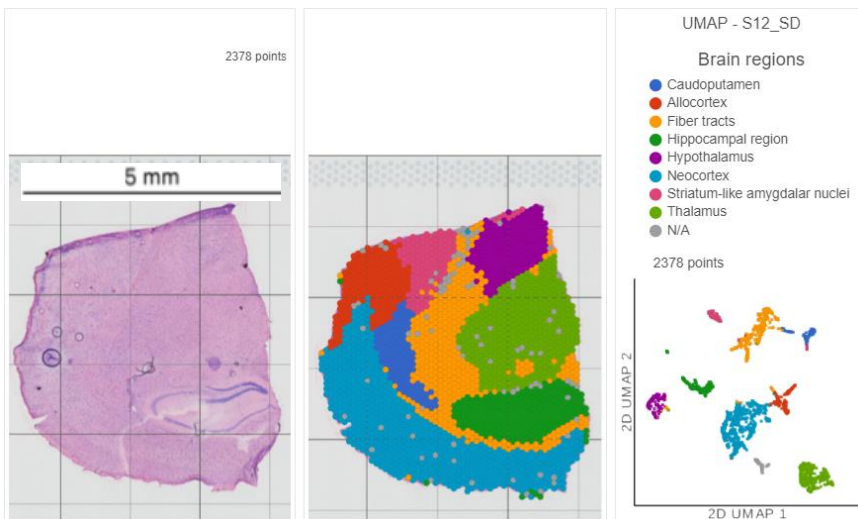 2378 points
5 mm
UMAP - S12_SD
Brain regions
Caudoputamen
Allocortex
Fiber tracts
Hippocampal region
Hypothalamus
Neocortex
Striatum-like amygdalar nuclei
Thalamus
N/A
2378 points
2D UMAP 2
2D UMAP 1